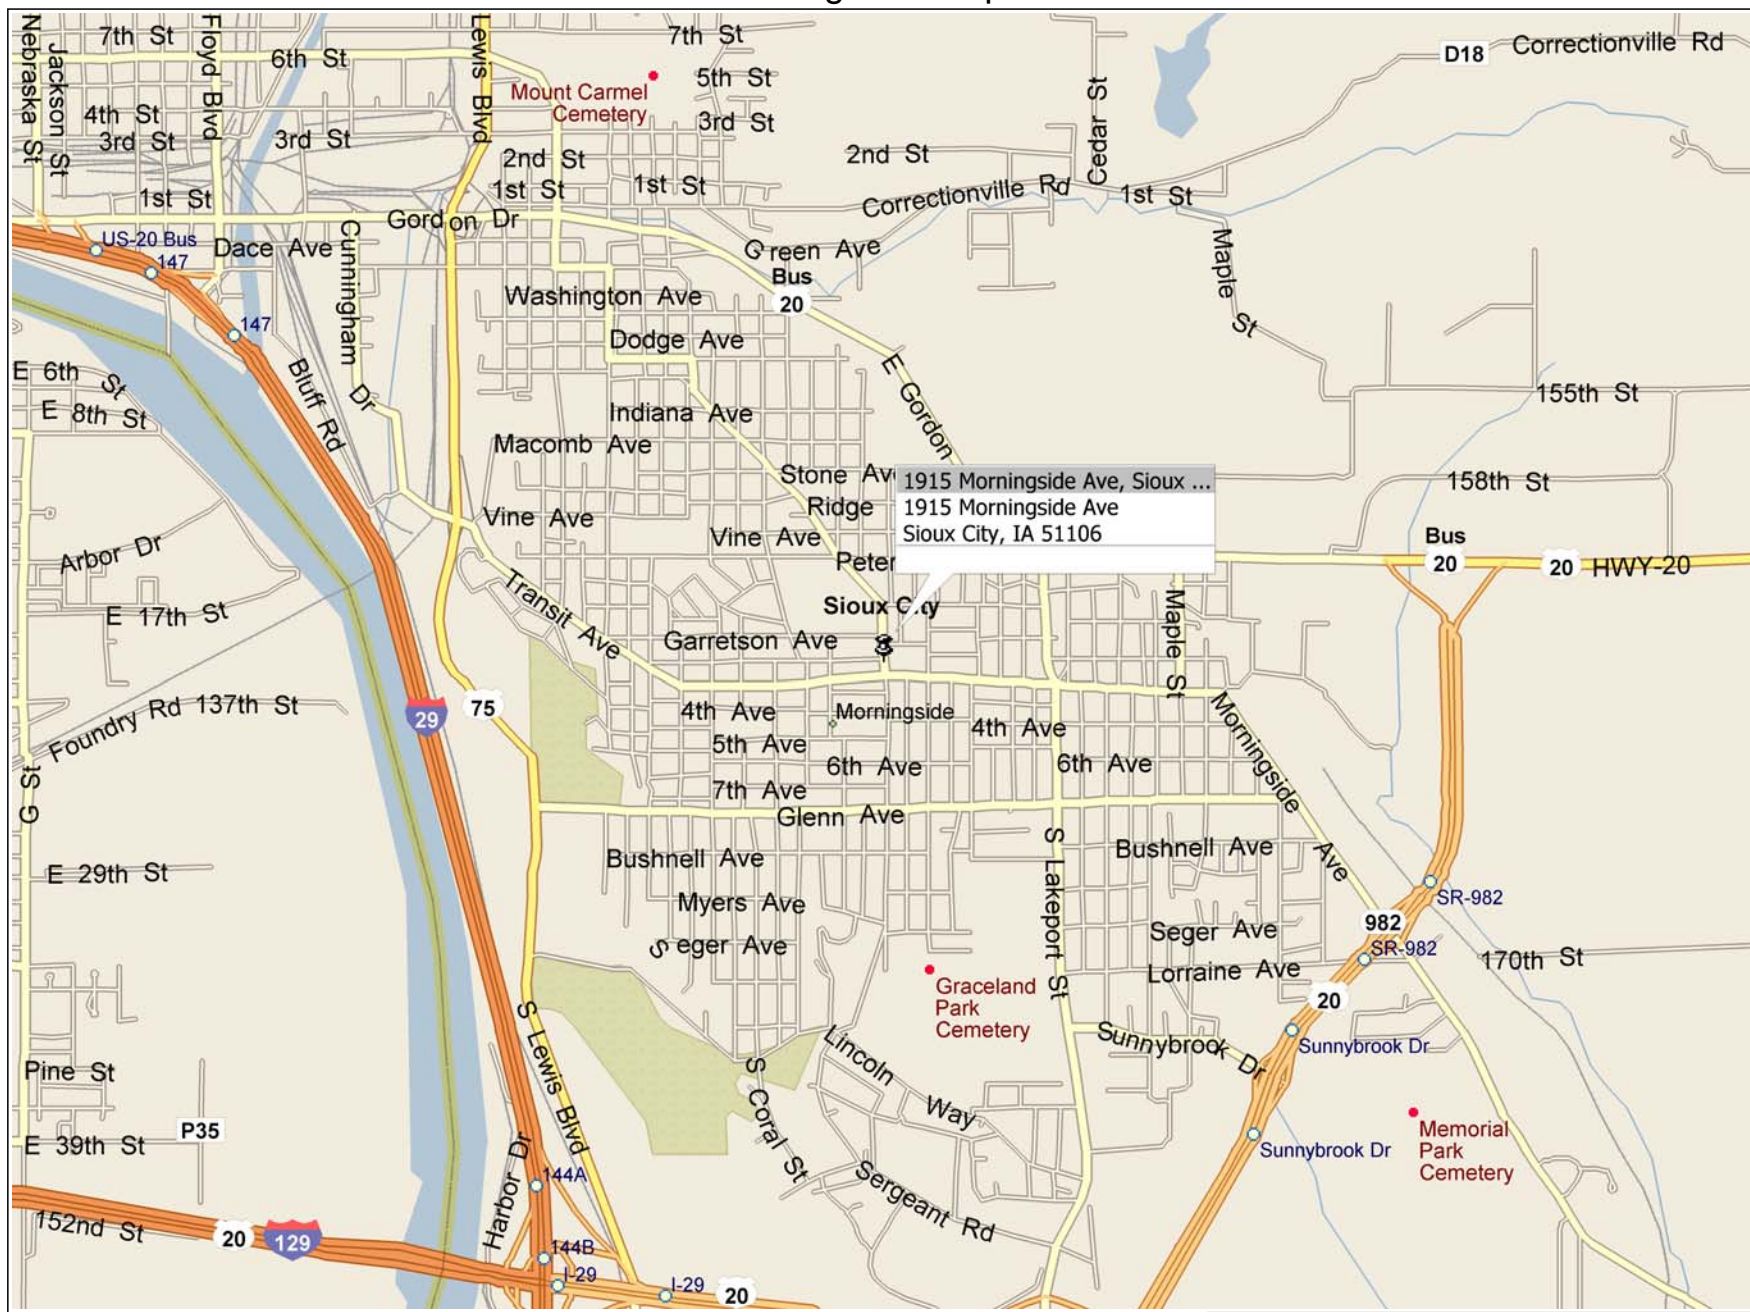 7th St
6th St
7th St
5th St
3rd St
4th St
3rd St
3rd St
Nebraska St
Jackson St
Floyd Blvd
Lewis Blvd
Mount Carmel
Cemetery
Cedar St
D18
Correctionville Rd
2nd St
1st St
1st St
1st St
2nd St
Correctionville Rd
1st St
Gordon Dr
US-20 Bus
147
Dace Ave
Cunningham Dr
Green Ave
Bus
20
Maple St
Washington Ave
147
Dodge Ave
Bluff Rd
E 6th St
E 8th St
E Gordon
155th St
Indiana Ave
Macomb Ave
Stone Av
1915 Morningside Ave, Sioux ...
1915 Morningside Ave
Sioux City, IA 51106
158th St
Ridge
Vine Ave
Vine Ave
Peter
Bus
20
20
HWY-20
Arbor Dr
E 17th St
Transit Ave
Sioux City
Garretson Ave
Maple St
Foundry Rd
137th St
29
75
4th Ave
Morningside
4th Ave
5th Ave
6th Ave
6th Ave
7th Ave
Glenn Ave
Morningside Ave
G St
E 29th St
Bushnell Ave
S Lakeport St
Bushnell Ave
Myers Ave
SR-982
982
Seger Ave
Seger Ave
SR-982
170th St
Lorraine Ave
Graceland
Park
Cemetery
20
S Lewis Blvd
Sunnybrook Dr
Sunnybrook Dr
Lincoln Way
S Coral St
Pine St
P35
E 39th St
Memorial
Park
Cemetery
Sunnybrook Dr
Harbor Dr
144A
Sergeant Rd
152nd St
20
129
144B
I-29
I-29
20